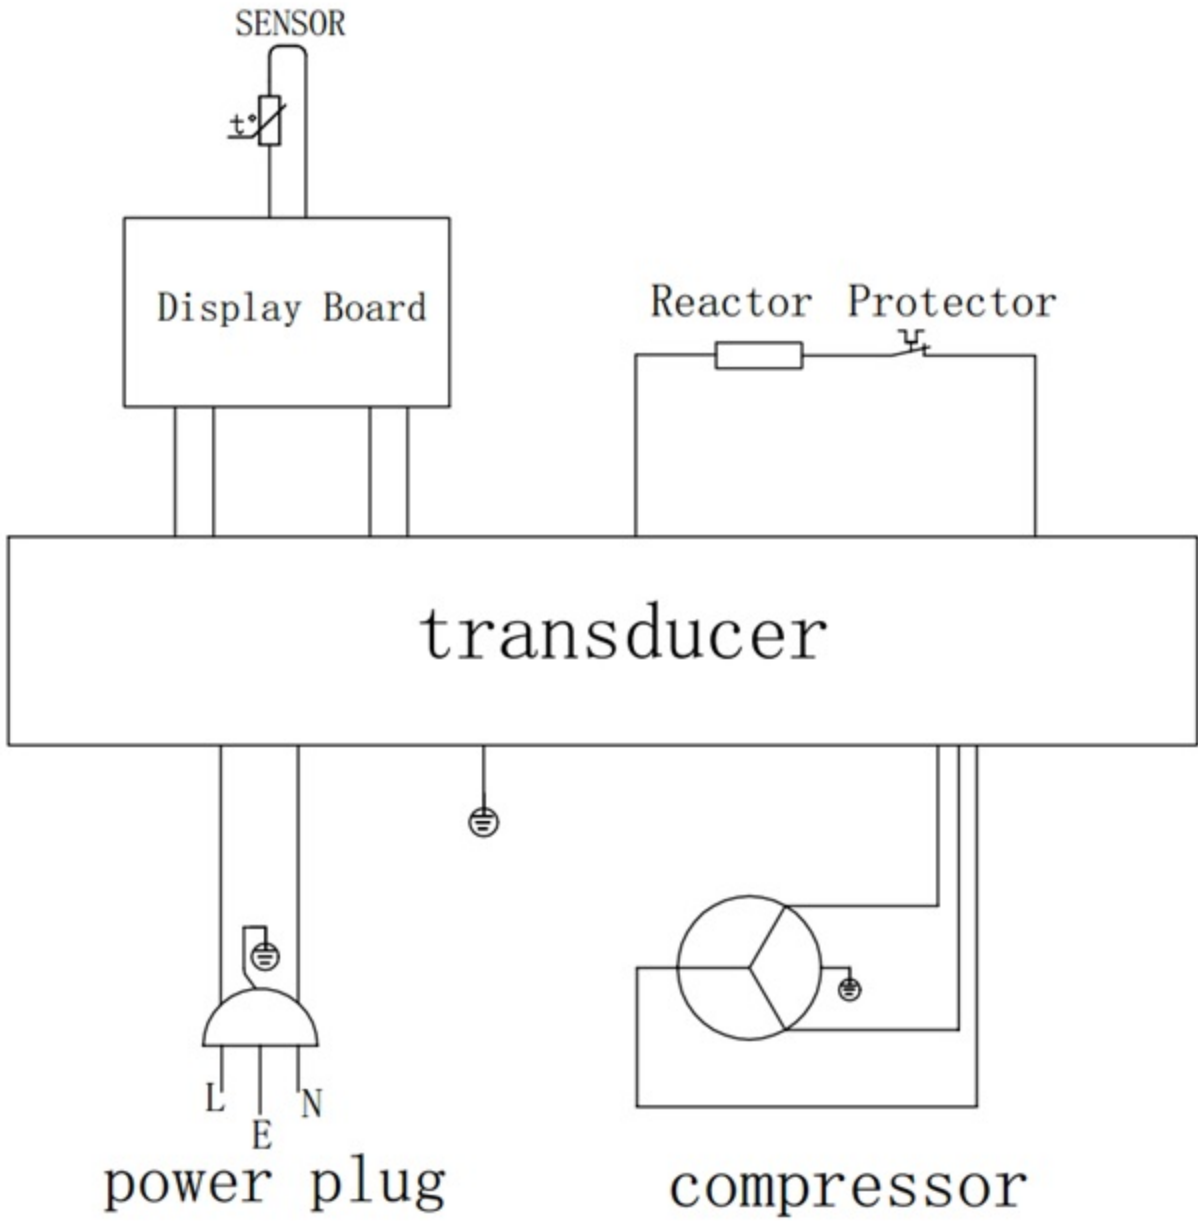 SENSOR
t°
Display Board
Reactor Protector
transducer
L
N
E
power plug
compressor